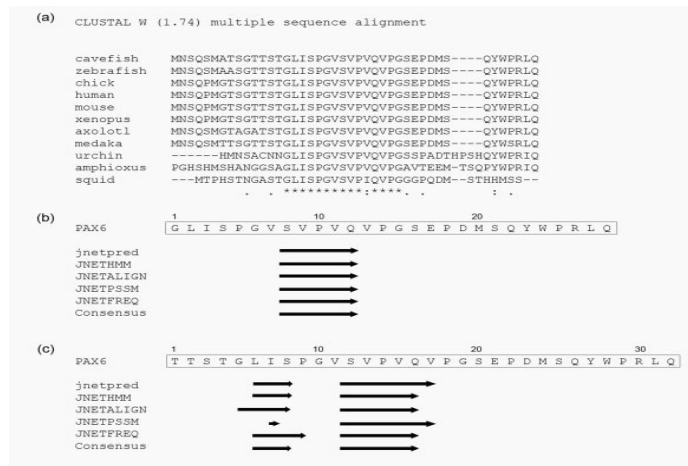 (a) CLUSTAL W (1.74) multiple sequence alignment
cavefish MNSQSMATSGTTSTGLISPGVSVPVQVPGSEPDMS----QYWPRLQ
zebrafish MNSQSMAASGTTSTGLISPGVSVPVQVPGSEPDMS----QYWPRLQ
chick MNSQPMGTSGTTSTGLISPGVSVPVQVPGSEPDMS----QYWPRLQ
human MNSQPMGTSGTTSTGLISPGVSVPVQVPGSEPDMS----QYWPRLQ
mouse MNSQPMGTSGTTSTGLISPGVSVPVQVPGSEPDMS----QYWPRLQ
xenopus MNSQPMGTSGTTSTGLISPGVSVPVQVPGSEPDMS----QYWPRLQ
axolotl MNSQSMGTAGATSTGLISPGVSVPVQVPGSEPDMS----QYWPRLQ
medaka MNSQSMTTSGTTSTGLISPGVSVPVQVPGSEPDMS----QYWSRLQ
urchin ------HMNSACNNGLISPGVSVPVQVPGSSPADTHPSHQYWPRIQ
amphioxus PGHSHMSHANGGSAGLISPGVSVPVQVPGAVTEEM-TSQPYWPRIQ
squid ---MTPHSTNGASTGLISPGVSVPIQVPGGGPQDM--STHHMSS--
. . **********:**** . :.
(b) 1 10 20
PAX6 G L I S P G V S V P V Q V P G S E P D M S Q Y W P R L Q
jnetpred
JNETHMM
JNETALIGN
JNETPSSM
JNETFREQ
Consensus
(c) 1 10 20 30
PAX6 T T S T G L I S P G V S V P V Q V P G S E P D M S Q Y W P R L Q
jnetpred
JNETHMM
JNETALIGN
JNETPSSM
JNETFREQ
Consensus